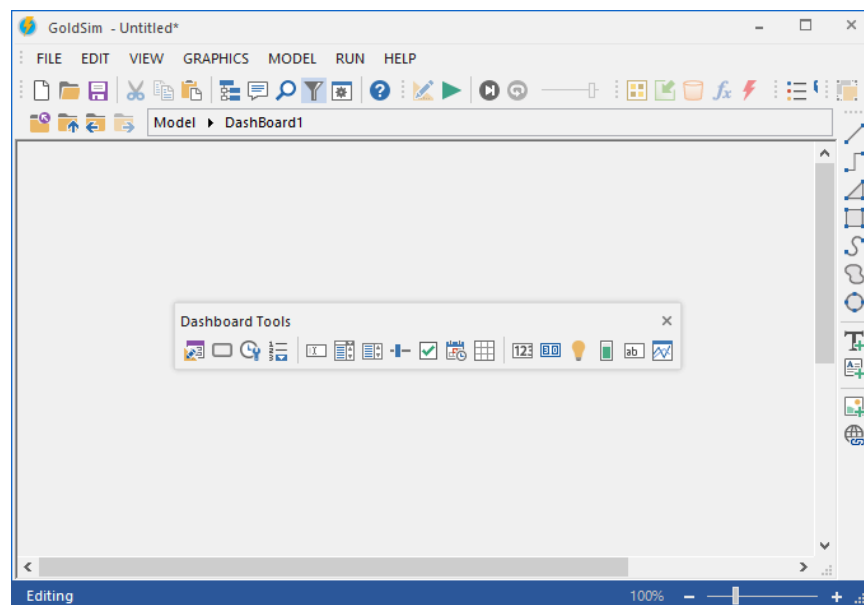 GoldSim - Untitled*
FILE EDIT VIEW GRAPHICS MODEL RUN HELP
Model DashBoard1
Dashboard Tools
Editing 100%